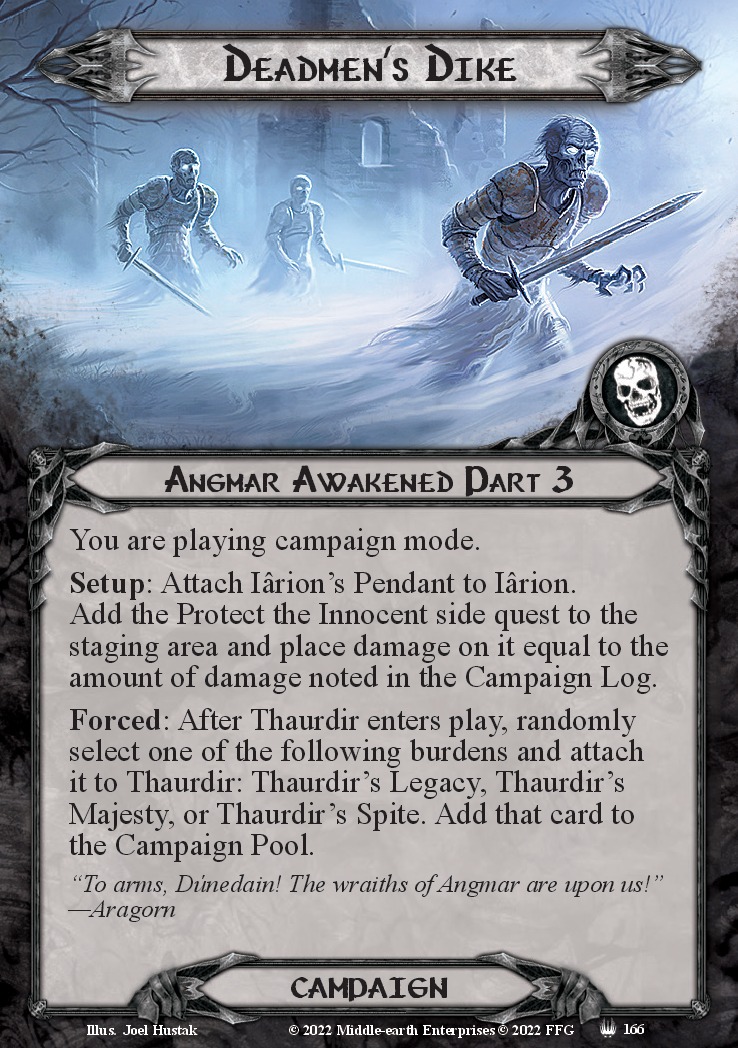 Deadmen's Dike
Angmar Awakened Part 3
You are playing campaign mode.
Setup: Attach Iârion's Pendant to Iârion.
Add the Protect the Innocent side quest to the
staging area and place damage on it equal to the
amount of damage noted in the Campaign Log.
Forced: After Thaurdir enters play, randomly
select one of the following burdens and attach
it to Thaurdir: Thaurdir's Legacy, Thaurdir's
Majesty, or Thaurdir's Spite. Add that card to
the Campaign Pool.
“To arms, Dúnedain! The wraiths of Angmar are upon us!”
—Aragorn
CAMPAIGN
Illus. Joel Hustak © 2022 Middle-earth Enterprises © 2022 FFG 166